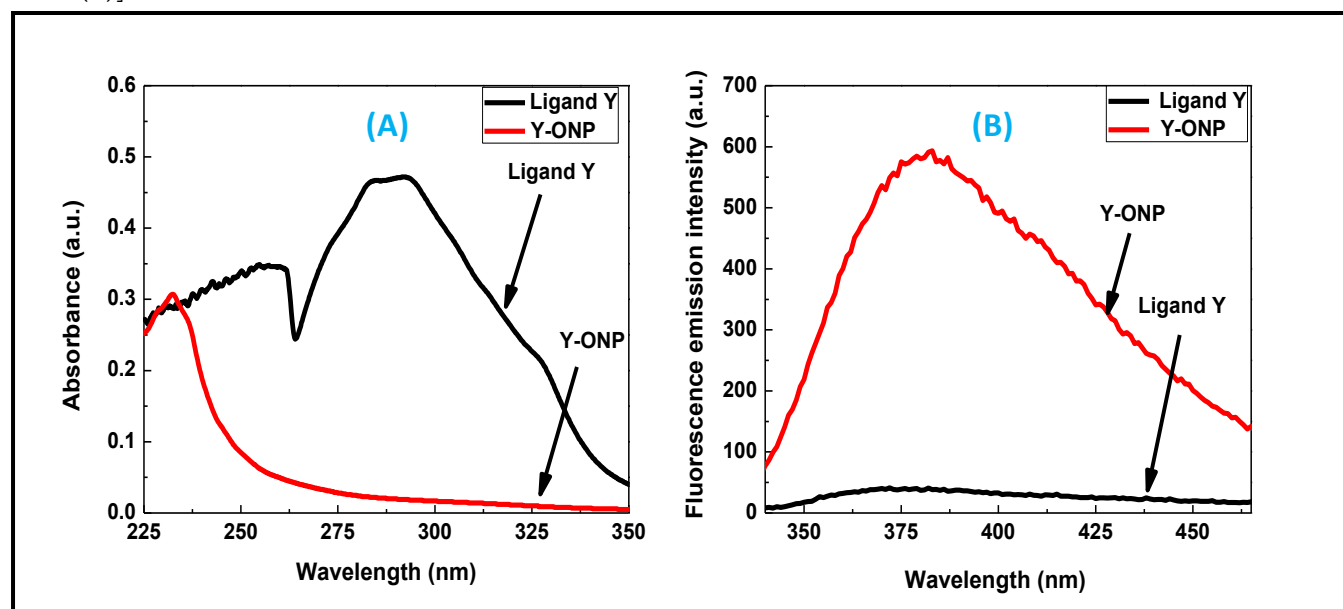 (A)
Ligand Y
Y-ONP
Ligand Y
Y-ONP
Absorbance (a.u.)
0.6
0.5
0.4
0.3
0.2
0.1
0.0
225 250 275 300 325 350
Wavelength (nm)
(B)
Ligand Y
Y-ONP
Y-ONP
Ligand Y
Fluorescence emission intensity (a.u.)
700
600
500
400
300
200
100
0
350 375 400 425 450
Wavelength (nm)